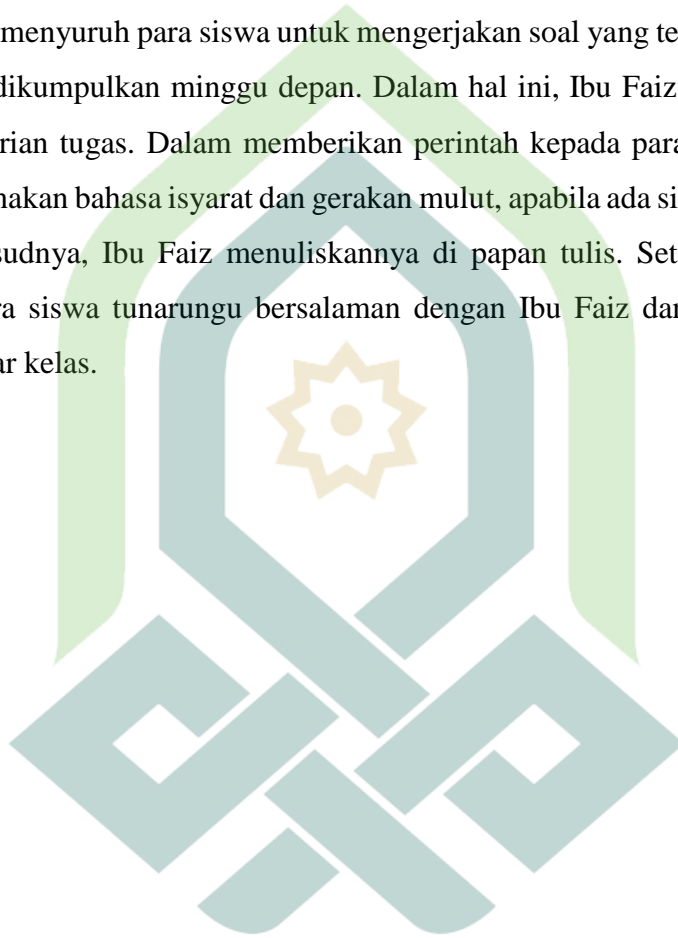 menyuruh para siswa untuk mengerjakan soal yang te
dikumpulkan minggu depan. Dalam hal ini, Ibu Faiz
rian tugas. Dalam memberikan perintah kepada para
nakan bahasa isyarat dan gerakan mulut, apabila ada si
sudnya, Ibu Faiz menuliskannya di papan tulis. Set
a siswa tunarungu bersalaman dengan Ibu Faiz dar
ar kelas.